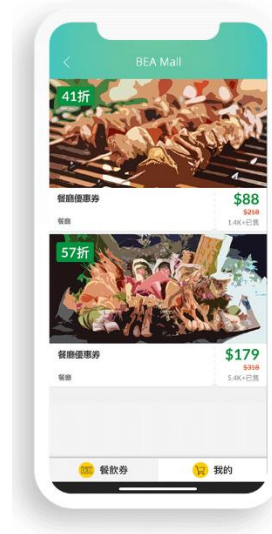 BEA Mall
41折
餐廳優惠券
$88
$218
餐廳
1.4K+已售
57折
餐廳優惠券
$179
$318
餐廳
5.4K+已售
餐飲券
我的